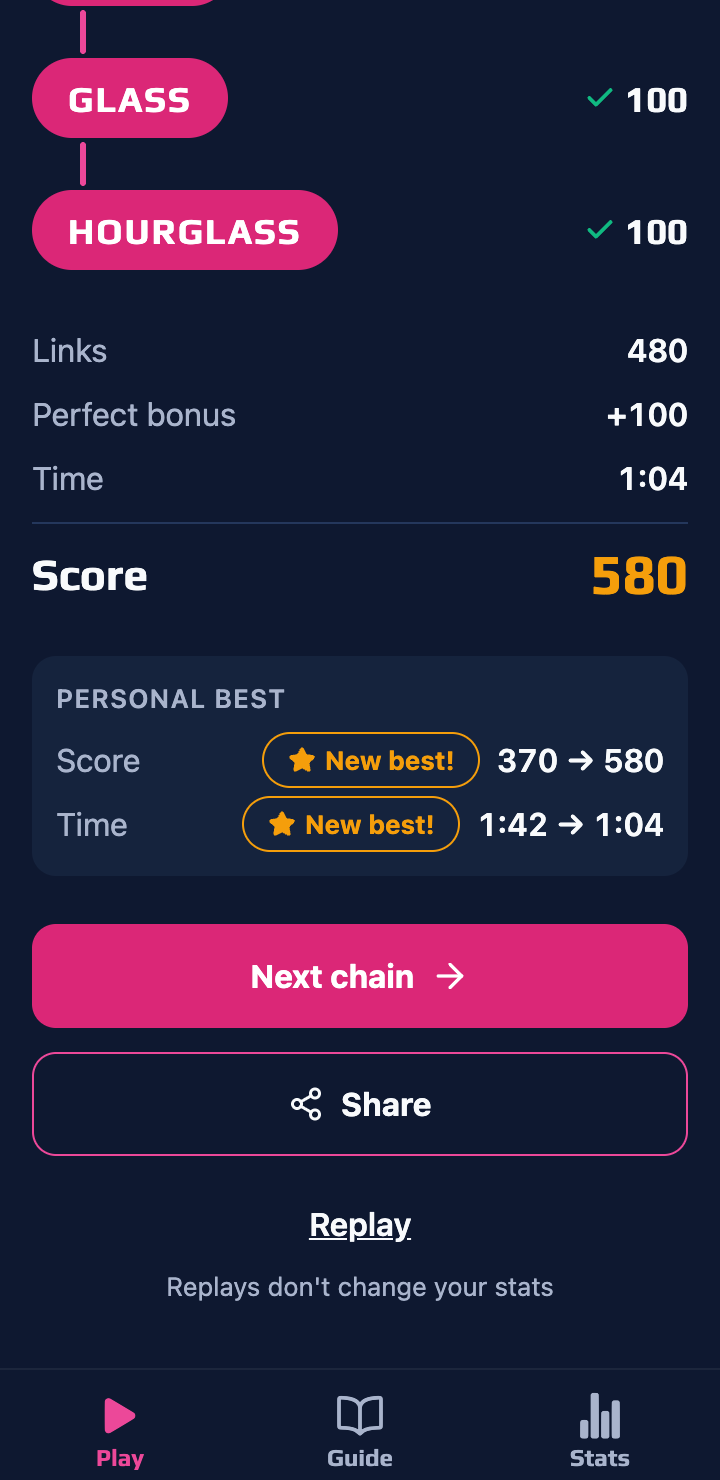 GLASS 100
HOURGLASS 100
Links 480
Perfect bonus +100
Time 1:04
Score 580
PERSONAL BEST
Score New best! 370 → 580
Time New best! 1:42 → 1:04
Next chain →
Share
Replay
Replays don't change your stats
Play Guide Stats